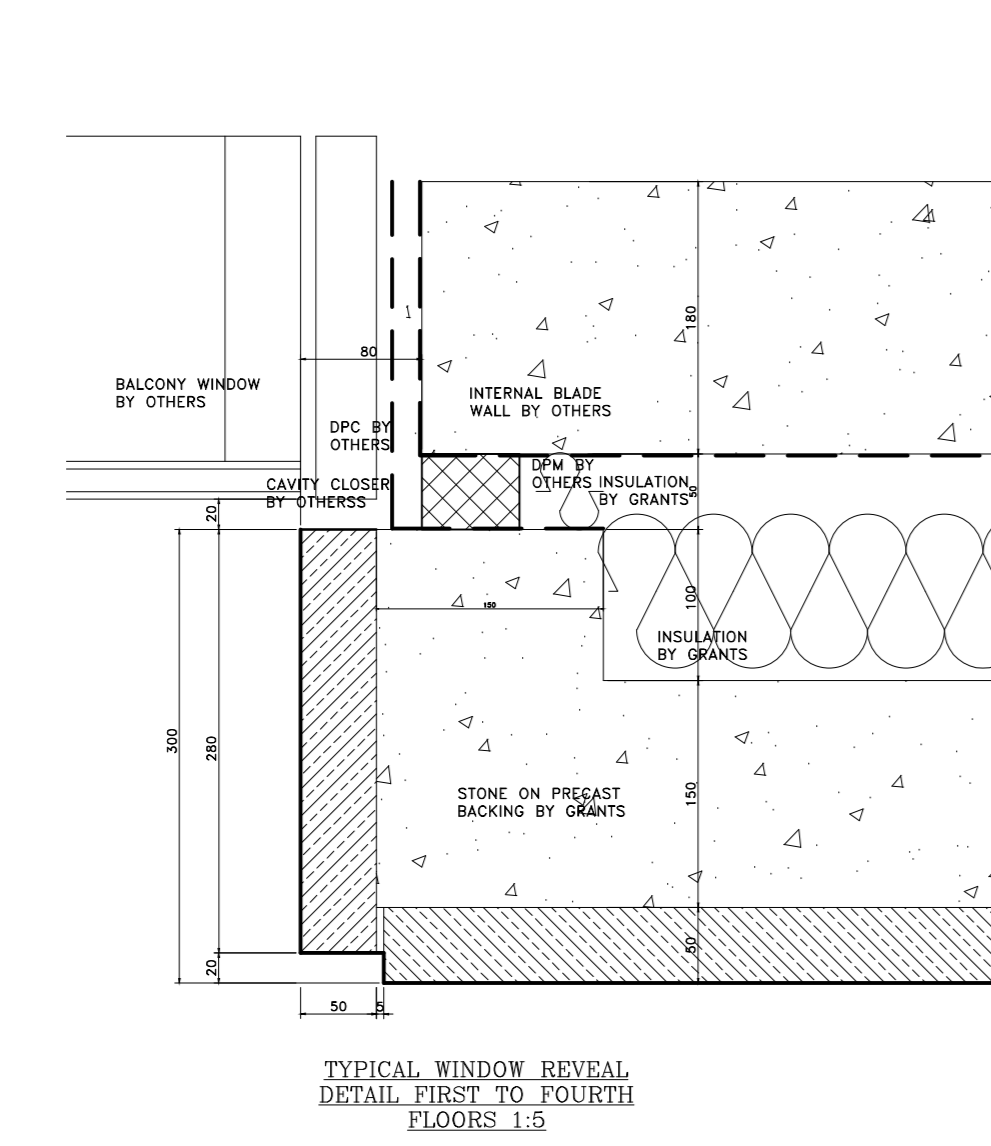 180
80
BALCONY WINDOW
BY OTHERS
INTERNAL BLADE
WALL BY OTHERS
DPC BY
OTHERS
DPM BY
OTHERS
INSULATION
BY GRANTS
50
CAVITY CLOSER
BY OTHERSS
20
150
100
INSULATION
BY GRANTS
300
280
STONE ON PRECAST
BACKING BY GRANTS
150
50
20
50
5
TYPICAL WINDOW REVEAL
DETAIL FIRST TO FOURTH
FLOORS 1:5